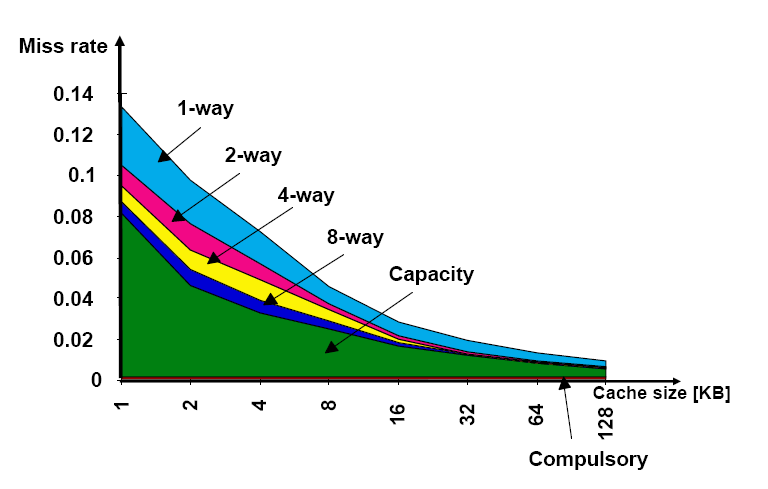 Miss rate
0.14
0.12
0.1
0.08
0.06
0.04
0.02
0
1-way
2-way
4-way
8-way
Capacity
Cache size [KB]
1
2
4
8
16
32
64
128
Compulsory